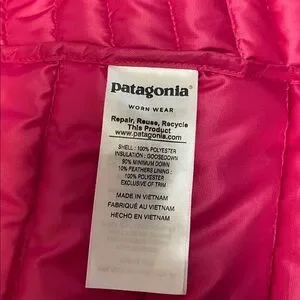 patagonia®
WORN WEAR
Repair, Reuse, Recycle
This Product
www.patagonia.com
SHELL : 100% POLYESTER
INSULATION : GOOSEDOWN
90% MINIMUM DOWN
10% FEATHERS LINING :
100% POLYESTER
EXCLUSIVE OF TRIM
MADE IN VIETNAM
FABRIQUÉ AU VIETNAM
HECHO EN VIETNAM